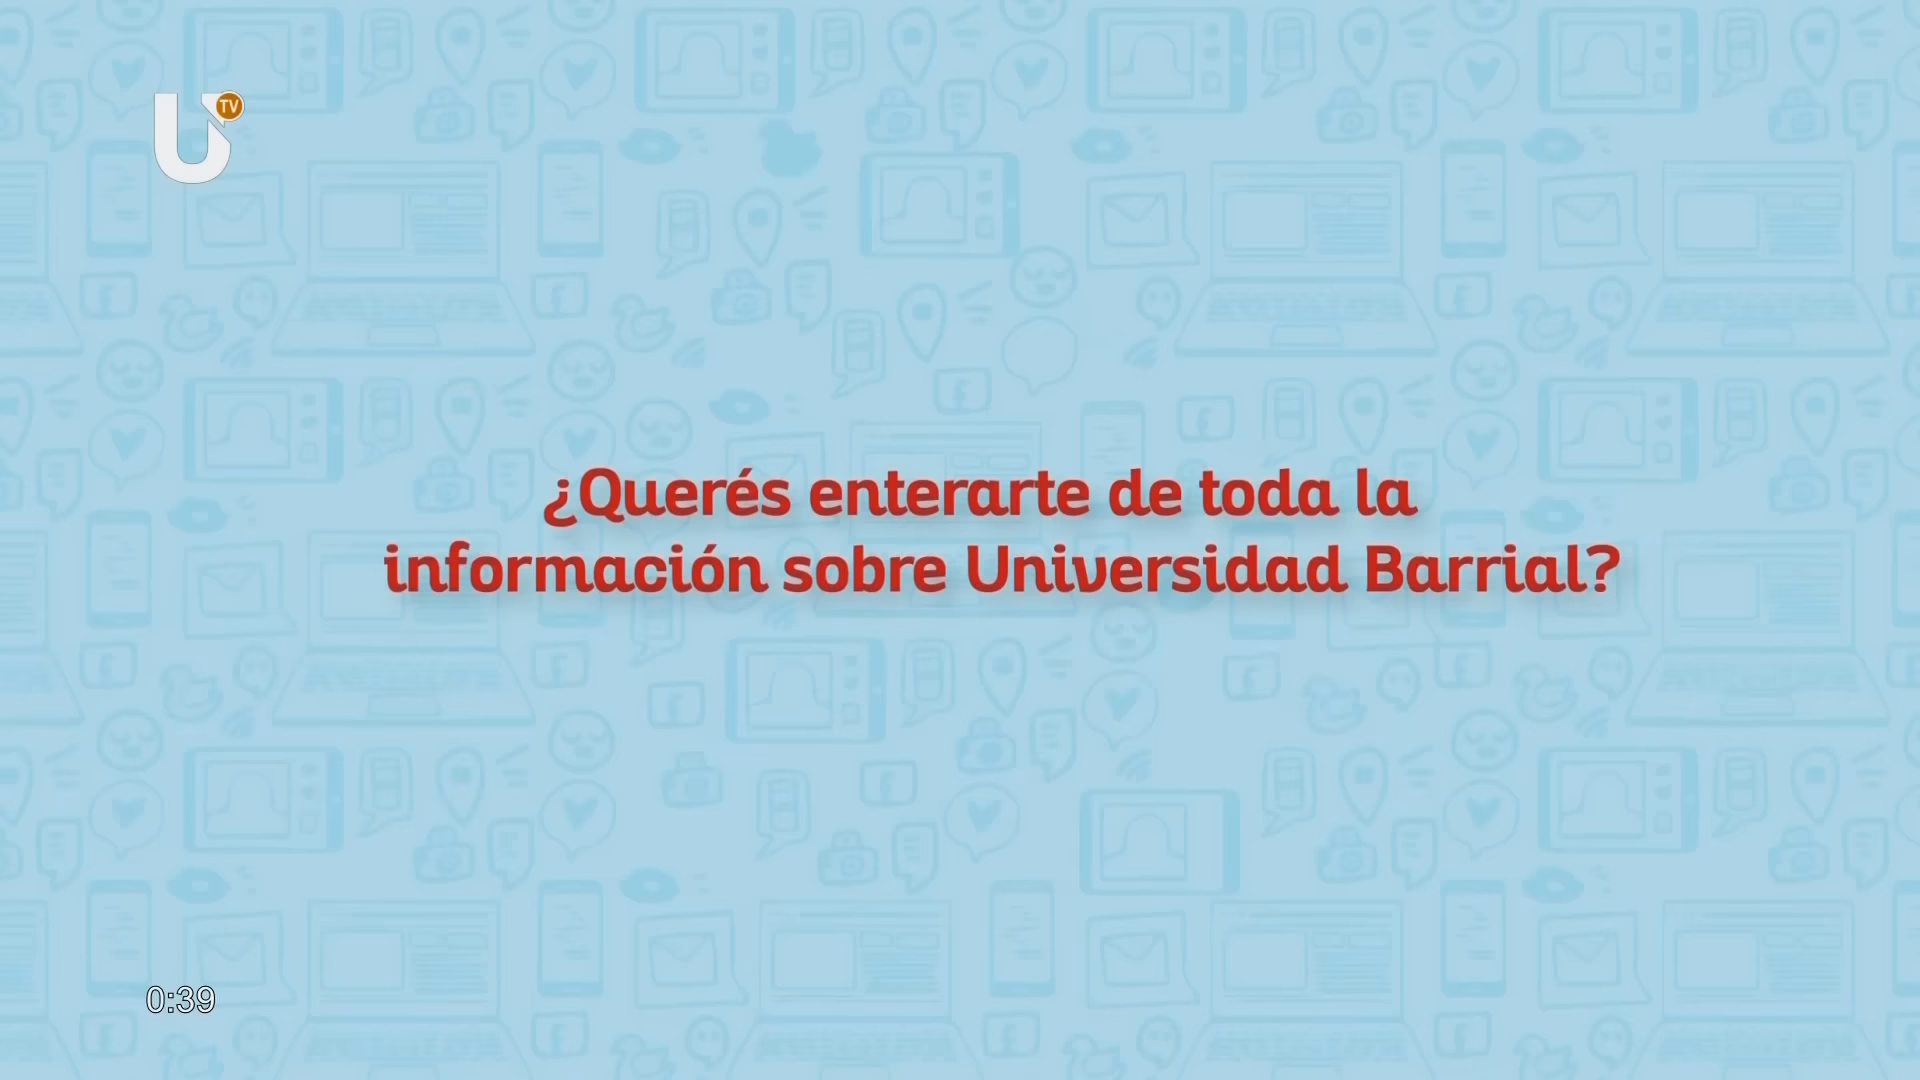 TV
¿Querés enterarte de toda la
información sobre Universidad Barrial?
0:39